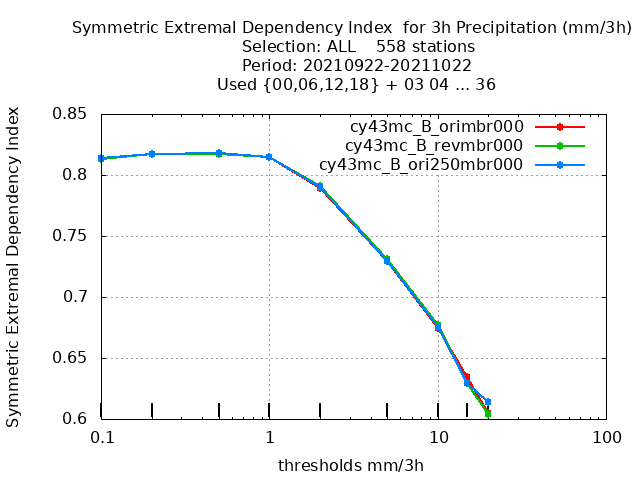 Symmetric Extremal Dependency Index  for 3h Precipitation (mm/3h)
Selection: ALL    558 stations
Period: 20210922-20211022
Used {00,06,12,18} + 03 04 ... 36
Symmetric Extremal Dependency Index
0.85
0.8
0.75
0.7
0.65
0.6
cy43mc_B_orimbr000
cy43mc_B_revmbr000
cy43mc_B_ori250mbr000
0.1 1 10 100
thresholds mm/3h